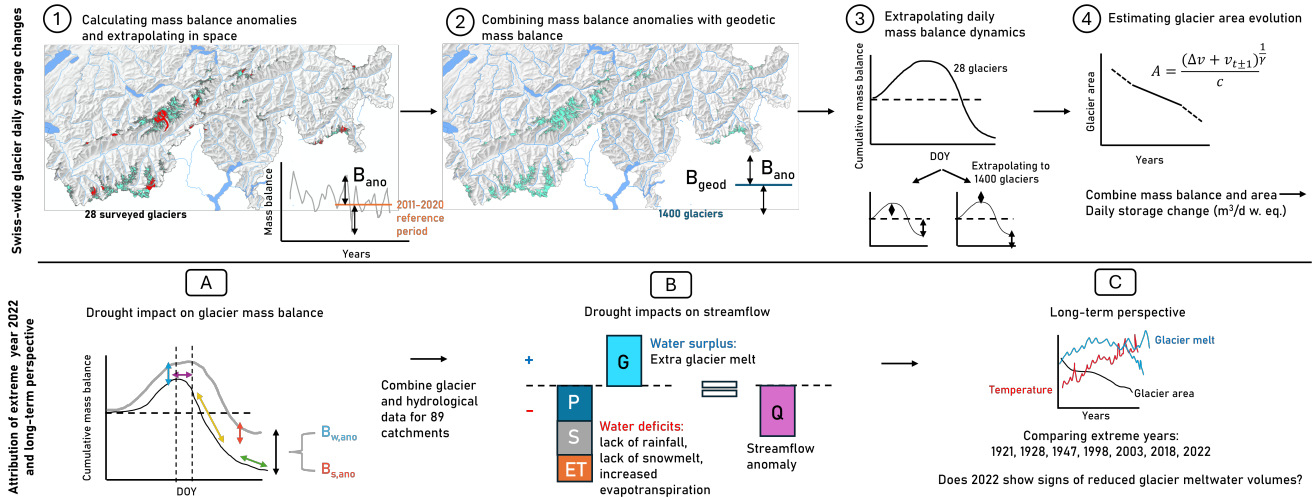 Swiss-wide glacier daily storage changes
1
Calculating mass balance anomalies
and extrapolating in space
28 surveyed glaciers
Mass balance
B_ano
2011-2020
reference
period
Years
2
Combining mass balance anomalies with geodetic
mass balance
B_geod
B_ano
1400 glaciers
3
Extrapolating daily
mass balance dynamics
Cumulative mass balance
28 glaciers
DOY
Extrapolating to
1400 glaciers
4
Estimating glacier area evolution
Glacier area
A = (Δv + v_{t±1})^{1/γ} / c
Years
Combine mass balance and area
Daily storage change (m³/d w. eq.)
Attribution of extreme year 2022
and long-term perspective
A
Drought impact on glacier mass balance
Cumulative mass balance
DOY
B_w,ano
B_s,ano
Combine glacier
and hydrological
data for 89
catchments
B
Drought impacts on streamflow
+
-
G
Water surplus:
Extra glacier melt
P
S
ET
Water deficits:
lack of rainfall,
lack of snowmelt,
increased
evapotranspiration
=
Q
Streamflow
anomaly
C
Long-term perspective
Glacier melt
Temperature
Glacier area
Years
Comparing extreme years:
1921, 1928, 1947, 1998, 2003, 2018, 2022
Does 2022 show signs of reduced glacier meltwater volumes?